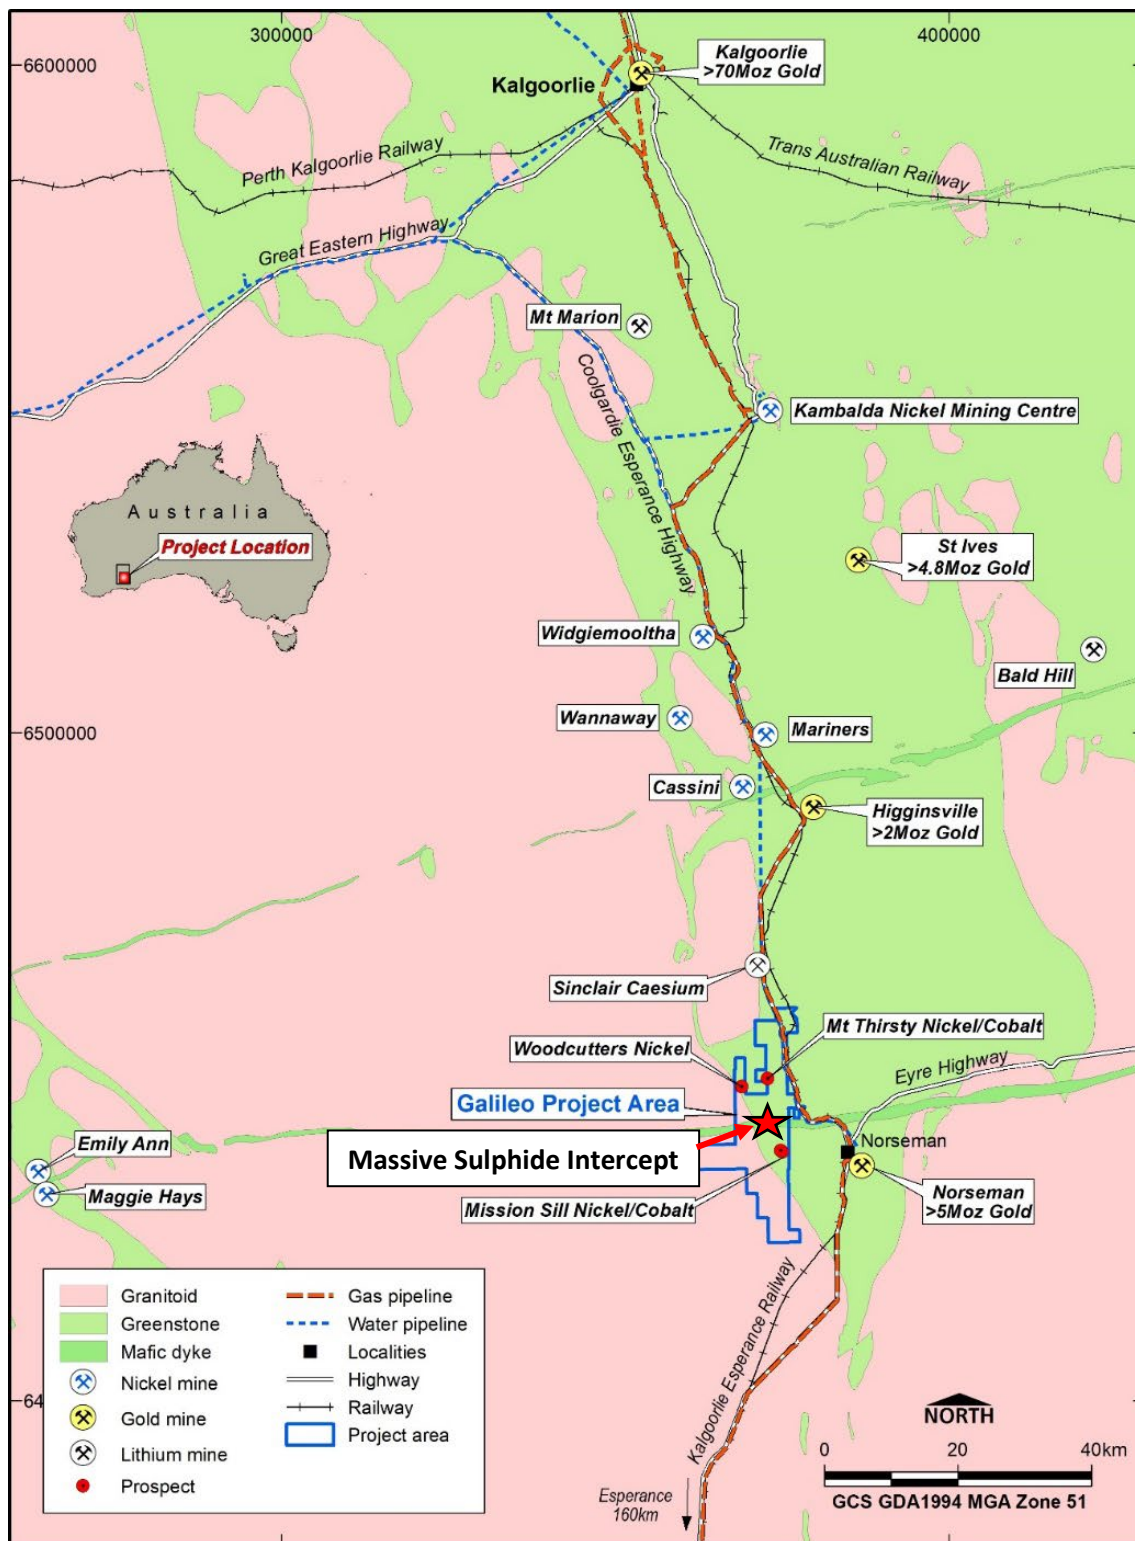 300000
400000
6600000
Kalgoorlie
>70Moz Gold
Kalgoorlie
Perth Kalgoorlie Railway
Trans Australian Railway
Great Eastern Highway
Mt Marion
Coolgardie Esperance Highway
Kambalda Nickel Mining Centre
Australia
Project Location
St Ives
>4.8Moz Gold
Widgiemooltha
Bald Hill
Wannaway
Mariners
6500000
Cassini
Higginsville
>2Moz Gold
Sinclair Caesium
Mt Thirsty Nickel/Cobalt
Woodcutters Nickel
Eyre Highway
Galileo Project Area
Norseman
Emily Ann
Massive Sulphide Intercept
Maggie Hays
Norseman
>5Moz Gold
Mission Sill Nickel/Cobalt
Kalgoorlie Esperance Railway
Granitoid
Greenstone
Mafic dyke
Nickel mine
Gold mine
Lithium mine
Prospect
Gas pipeline
Water pipeline
Localities
Highway
Railway
Project area
64
NORTH
0 20 40km
GCS GDA1994 MGA Zone 51
Esperance
160km